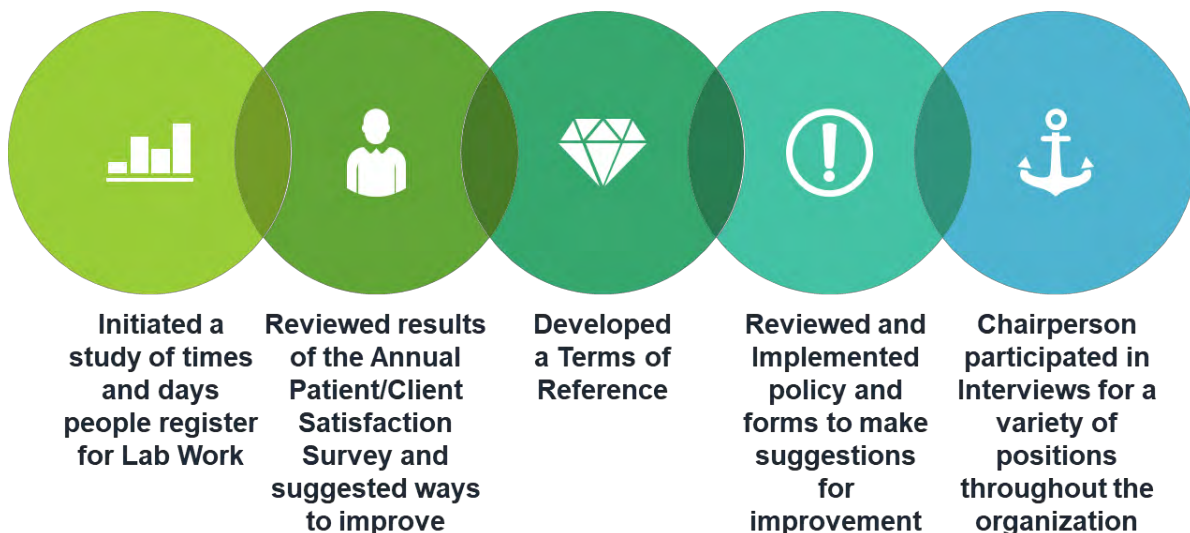 Initiated a
study of times
and days
people register
for Lab Work
Reviewed results
of the Annual
Patient/Client
Satisfaction
Survey and
suggested ways
to improve
Developed
a Terms of
Reference
Reviewed and
Implemented
policy and
forms to make
suggestions
for
improvement
Chairperson
participated in
Interviews for a
variety of
positions
throughout the
organization